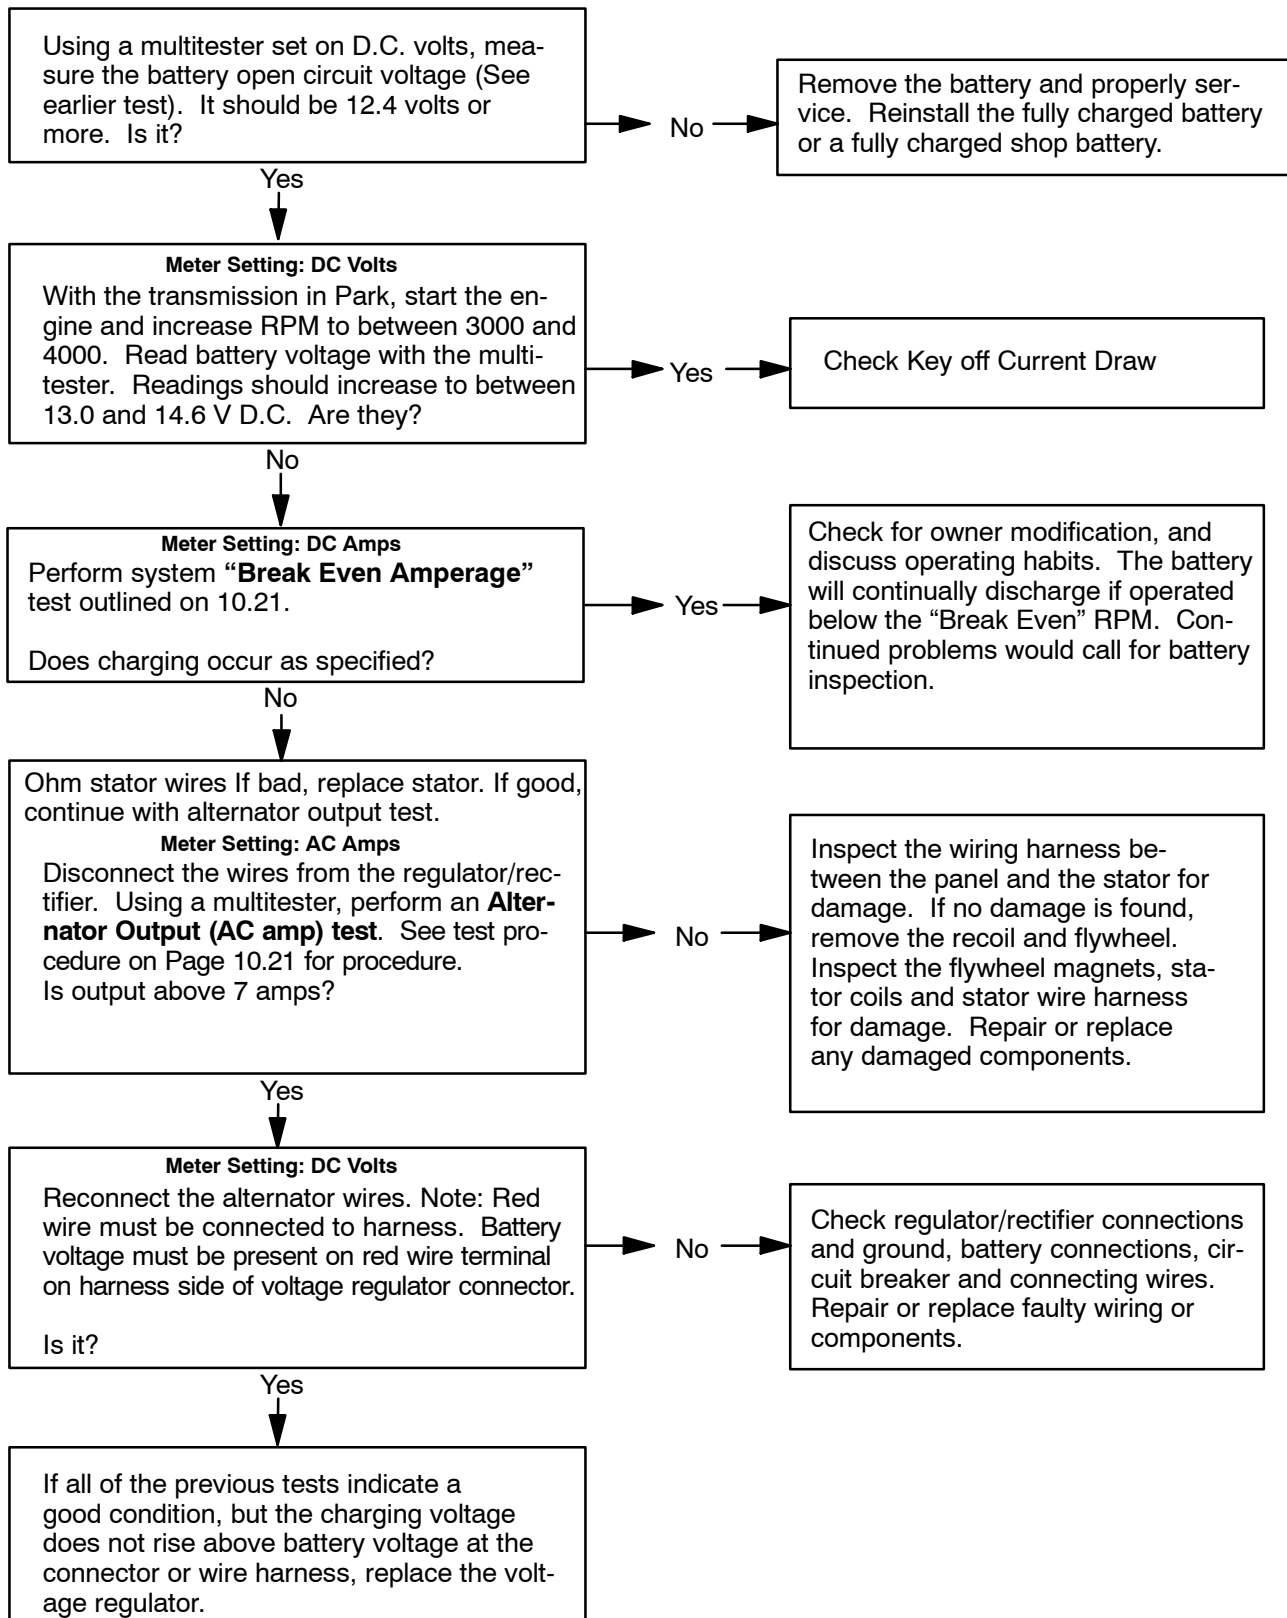 Using a multitester set on D.C. volts, mea-
sure the battery open circuit voltage (See
earlier test). It should be 12.4 volts or
more. Is it?
No
Remove the battery and properly ser-
vice. Reinstall the fully charged battery
or a fully charged shop battery.
Yes
Meter Setting: DC Volts
With the transmission in Park, start the en-
gine and increase RPM to between 3000 and
4000. Read battery voltage with the multi-
tester. Readings should increase to between
13.0 and 14.6 V D.C. Are they?
Yes
Check Key off Current Draw
No
Meter Setting: DC Amps
Perform system “Break Even Amperage”
test outlined on 10.21.
Does charging occur as specified?
Yes
Check for owner modification, and
discuss operating habits. The battery
will continually discharge if operated
below the “Break Even” RPM. Con-
tinued problems would call for battery
inspection.
No
Ohm stator wires If bad, replace stator. If good,
continue with alternator output test.
Meter Setting: AC Amps
Disconnect the wires from the regulator/rec-
tifier. Using a multitester, perform an Alter-
nator Output (AC amp) test. See test pro-
cedure on Page 10.21 for procedure.
Is output above 7 amps?
No
Inspect the wiring harness be-
tween the panel and the stator for
damage. If no damage is found,
remove the recoil and flywheel.
Inspect the flywheel magnets, sta-
tor coils and stator wire harness
for damage. Repair or replace
any damaged components.
Yes
Meter Setting: DC Volts
Reconnect the alternator wires. Note: Red
wire must be connected to harness. Battery
voltage must be present on red wire terminal
on harness side of voltage regulator connector.
Is it?
No
Check regulator/rectifier connections
and ground, battery connections, cir-
cuit breaker and connecting wires.
Repair or replace faulty wiring or
components.
Yes
If all of the previous tests indicate a
good condition, but the charging voltage
does not rise above battery voltage at the
connector or wire harness, replace the volt-
age regulator.